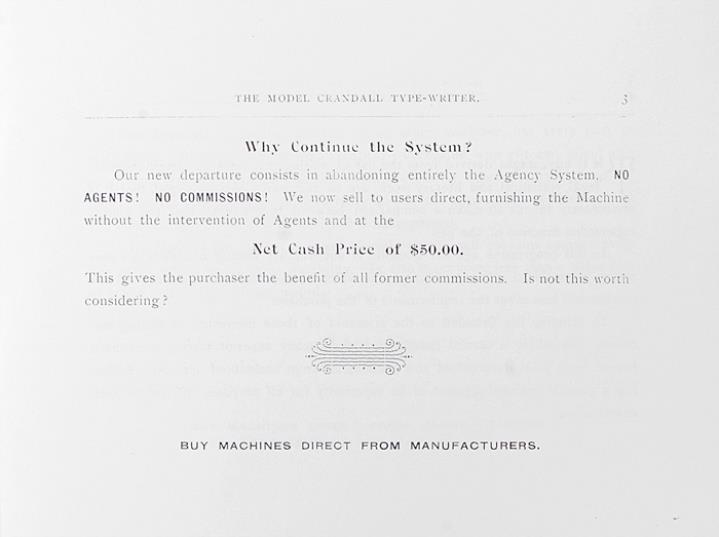 THE MODEL CRANDALL TYPE-WRITER. 3
Why Continue the System?
Our new departure consists in abandoning entirely the Agency System. NO
AGENTS! NO COMMISSIONS! We now sell to users direct, furnishing the Machine
without the intervention of Agents and at the
Net Cash Price of $50.00.
This gives the purchaser the benefit of all former commissions. Is not this worth
considering?
BUY MACHINES DIRECT FROM MANUFACTURERS.